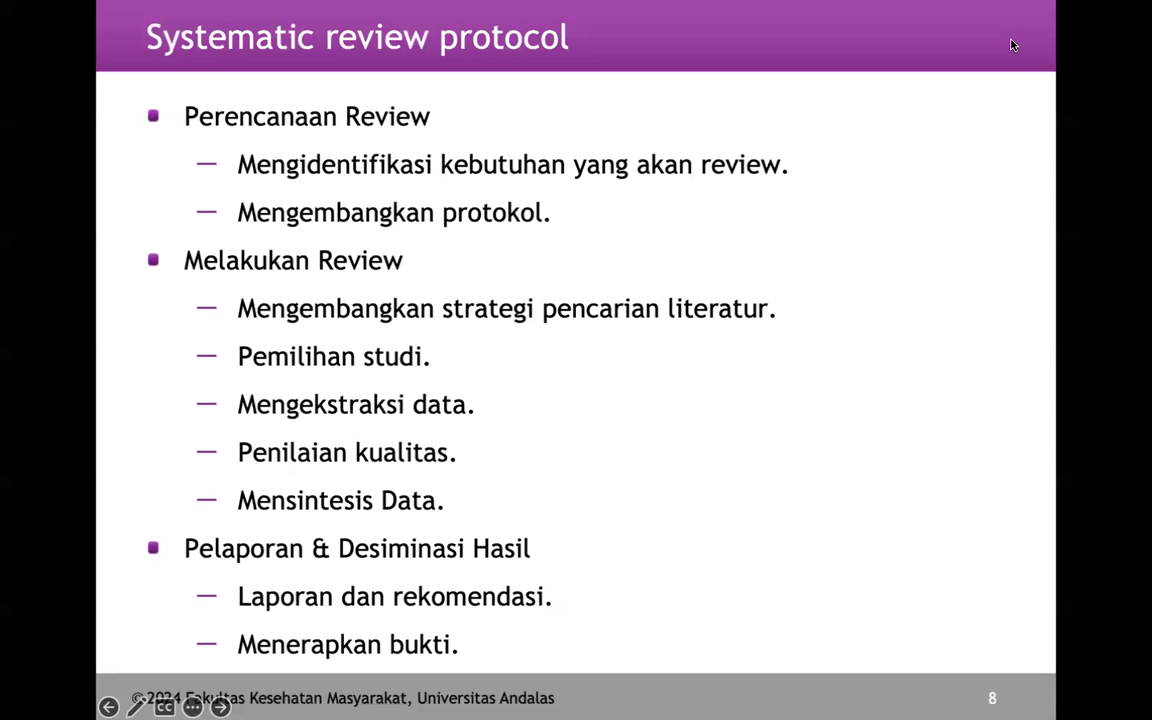 Systematic review protocol
Perencanaan Review
— Mengidentifikasi kebutuhan yang akan review.
— Mengembangkan protokol.
Melakukan Review
— Mengembangkan strategi pencarian literatur.
— Pemilihan studi.
— Mengekstraksi data.
— Penilaian kualitas.
— Mensintesis Data.
Pelaporan & Desiminasi Hasil
— Laporan dan rekomendasi.
— Menerapkan bukti.
©2024 Fakultas Kesehatan Masyarakat, Universitas Andalas
8
CC